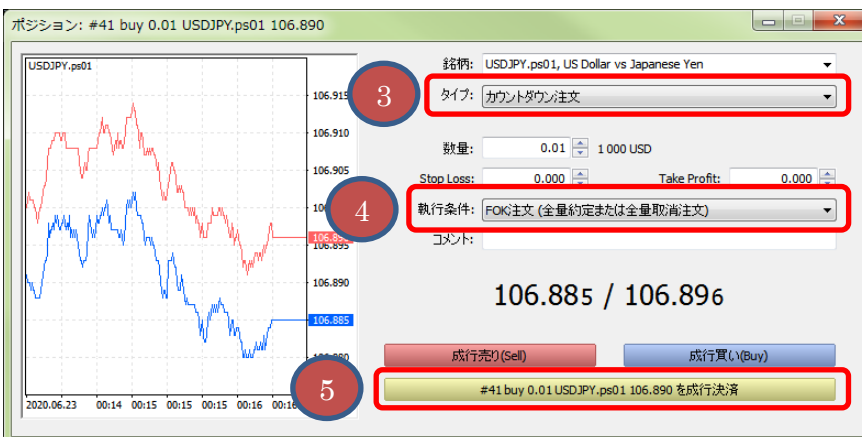 ポジション: #41 buy 0.01 USDJPY.ps01 106.890
USDJPY.ps01
106.915
106.910
106.905
106.896
106.895
106.890
106.885
106.880
2020.06.23 00:14 00:15 00:15 00:15 00:16
銘柄: USDJPY.ps01, US Dollar vs Japanese Yen
3
タイプ: カウントダウン注文
数量: 0.01 1 000 USD
Stop Loss: 0.000 Take Profit: 0.000
4
執行条件: FOK注文 (全量約定または全量取消注文)
コメント:
106.885 / 106.896
成行売り(Sell) 成行買い(Buy)
5
#41 buy 0.01 USDJPY.ps01 106.890 を成行決済